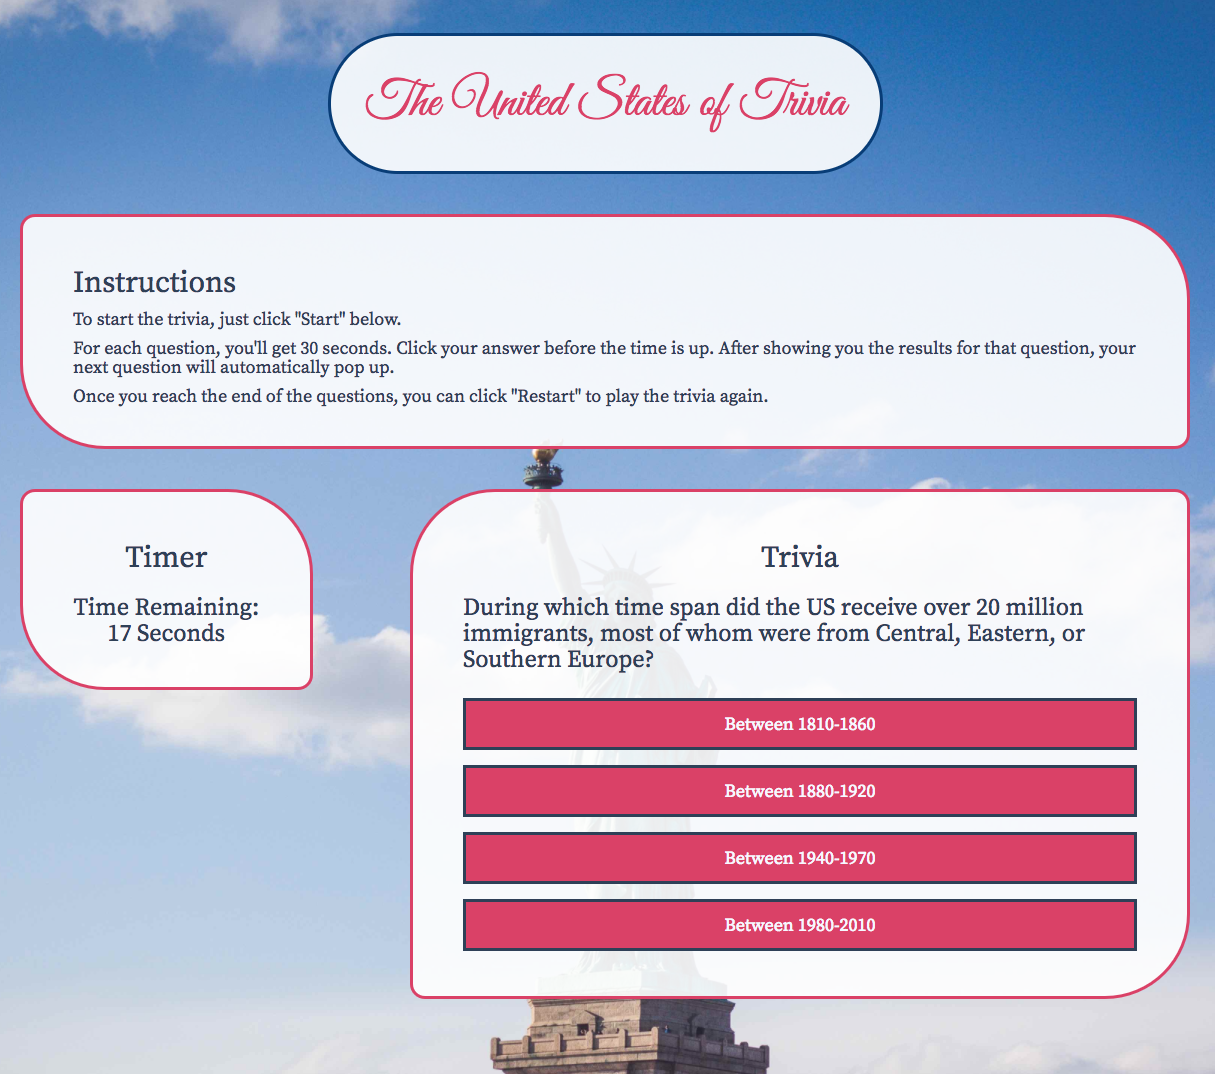 The United States of Trivia
Instructions
To start the trivia, just click "Start" below.
For each question, you'll get 30 seconds. Click your answer before the time is up. After showing you the results for that question, your
next question will automatically pop up.
Once you reach the end of the questions, you can click "Restart" to play the trivia again.
Timer
Time Remaining:
17 Seconds
Trivia
During which time span did the US receive over 20 million
immigrants, most of whom were from Central, Eastern, or
Southern Europe?
Between 1810-1860
Between 1880-1920
Between 1940-1970
Between 1980-2010